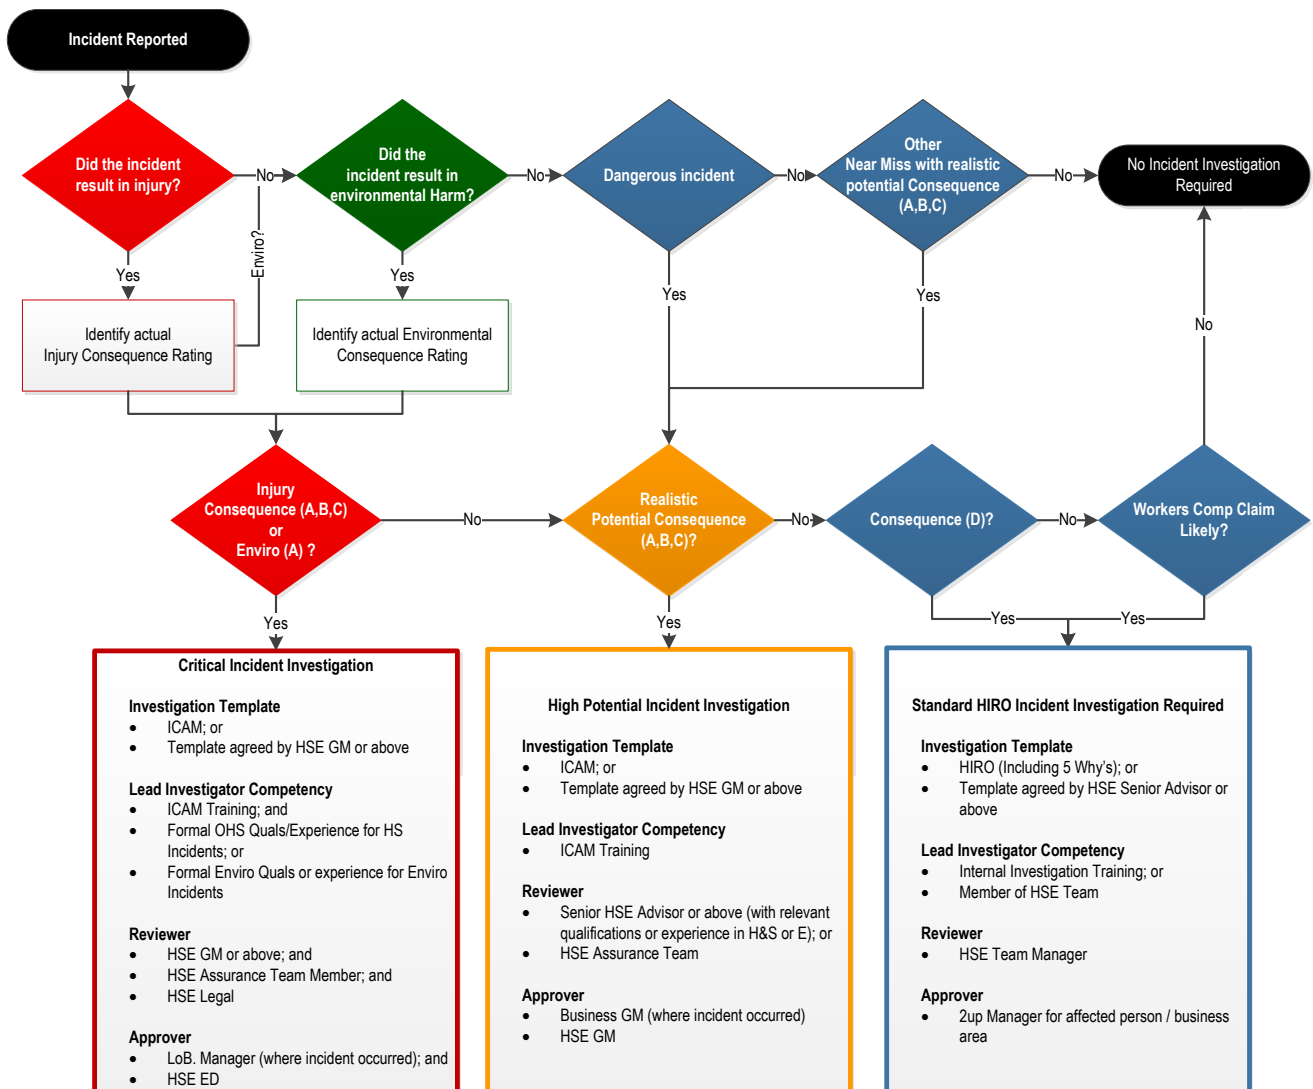 Incident Reported
Did the incident
result in injury?
No
Did the
incident result in
environmental Harm?
No
Dangerous incident
No
Other
Near Miss with realistic
potential Consequence
(A,B,C)
No
No Incident Investigation
Required
Yes
Enviro?
Yes
Yes
Yes
No
Identify actual
Injury Consequence Rating
Identify actual Environmental
Consequence Rating
Injury
Consequence (A,B,C)
or
Enviro (A) ?
No
Realistic
Potential Consequence
(A,B,C)?
No
Consequence (D)?
No
Workers Comp Claim
Likely?
Yes
Yes
Yes
Yes
Critical Incident Investigation
Investigation Template
• ICAM; or
• Template agreed by HSE GM or above
Lead Investigator Competency
• ICAM Training; and
• Formal OHS Quals/Experience for HS
Incidents; or
• Formal Enviro Quals or experience for Enviro
Incidents
Reviewer
• HSE GM or above; and
• HSE Assurance Team Member; and
• HSE Legal
Approver
• LoB. Manager (where incident occurred); and
• HSE ED
High Potential Incident Investigation
Investigation Template
• ICAM; or
• Template agreed by HSE GM or above
Lead Investigator Competency
• ICAM Training
Reviewer
• Senior HSE Advisor or above (with relevant
qualifications or experience in H&S or E); or
• HSE Assurance Team
Approver
• Business GM (where incident occurred)
• HSE GM
Standard HIRO Incident Investigation Required
Investigation Template
• HIRO (Including 5 Why's); or
• Template agreed by HSE Senior Advisor or
above
Lead Investigator Competency
• Internal Investigation Training; or
• Member of HSE Team
Reviewer
• HSE Team Manager
Approver
• 2up Manager for affected person / business
area